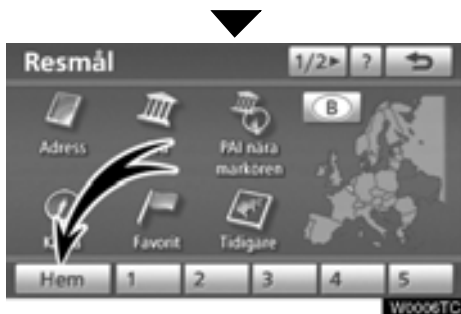 Resmål 1/2 ?
B
Adress PAI nära markören
Favorit Tidigare
Hem 1 2 3 4 5
W0006TC